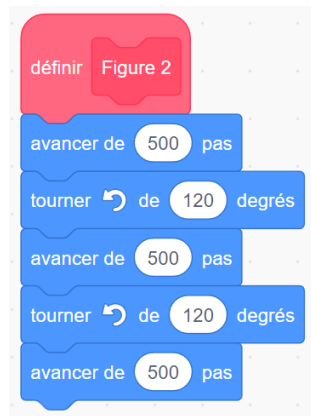 définir Figure 2
avancer de 500 pas
tourner de 120 degrés
avancer de 500 pas
tourner de 120 degrés
avancer de 500 pas